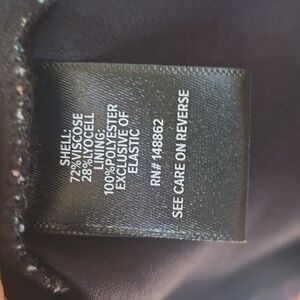 SHELL:
72%VISCOSE
28%LYOCELL
LINING:
100%POLYESTER
EXCLUSIVE OF
ELASTIC
RN# 148862
SEE CARE ON REVERSE